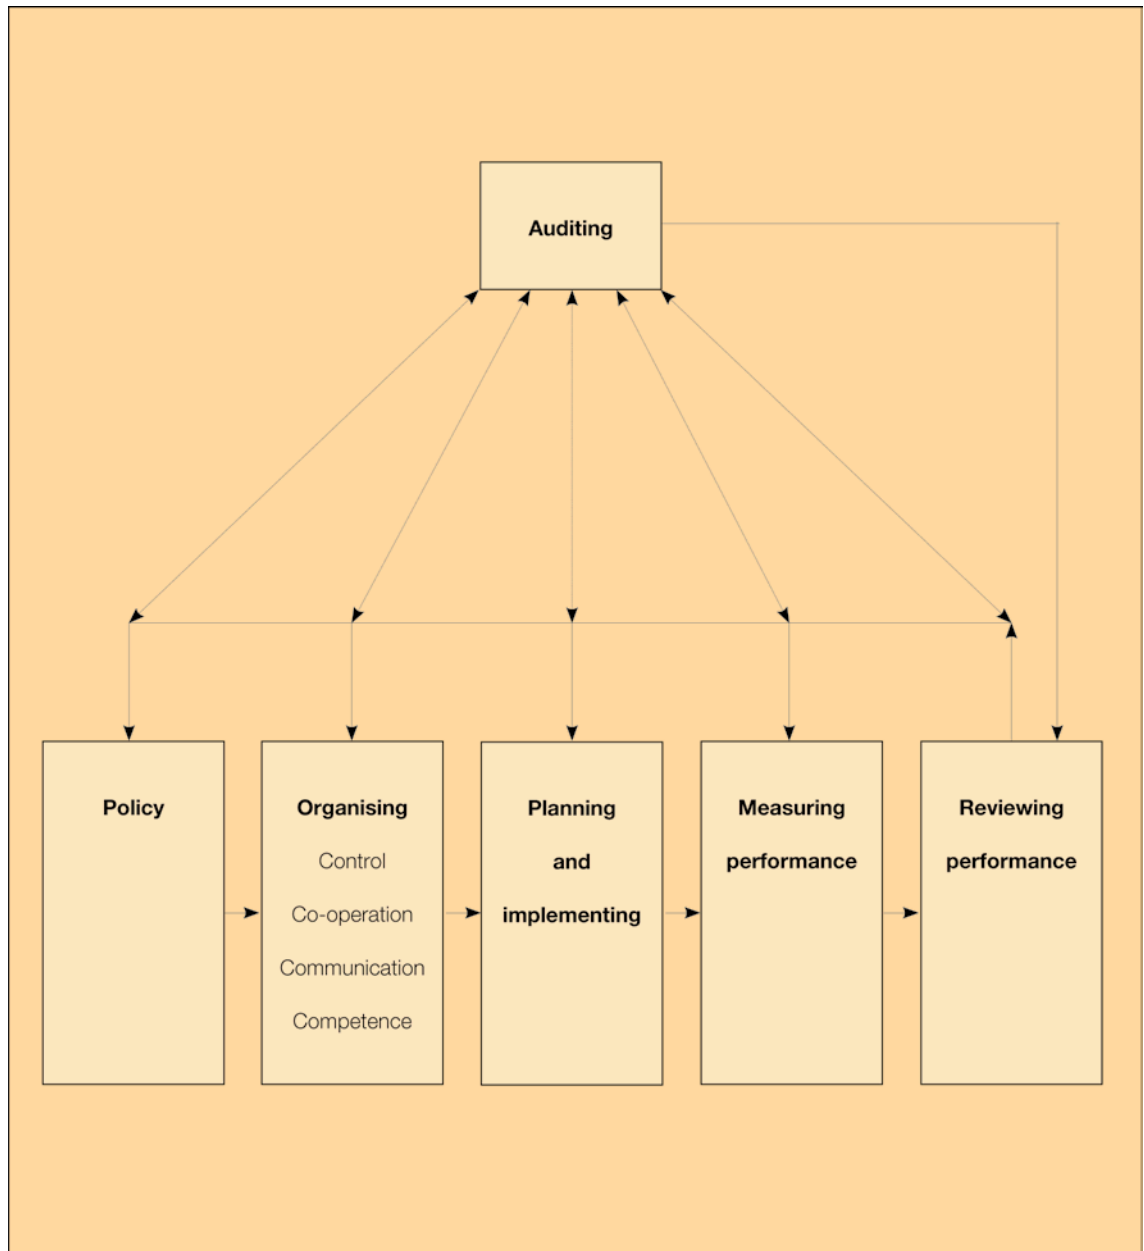 Auditing
Policy
Organising
Control
Co-operation
Communication
Competence
Planning
and
implementing
Measuring
performance
Reviewing
performance